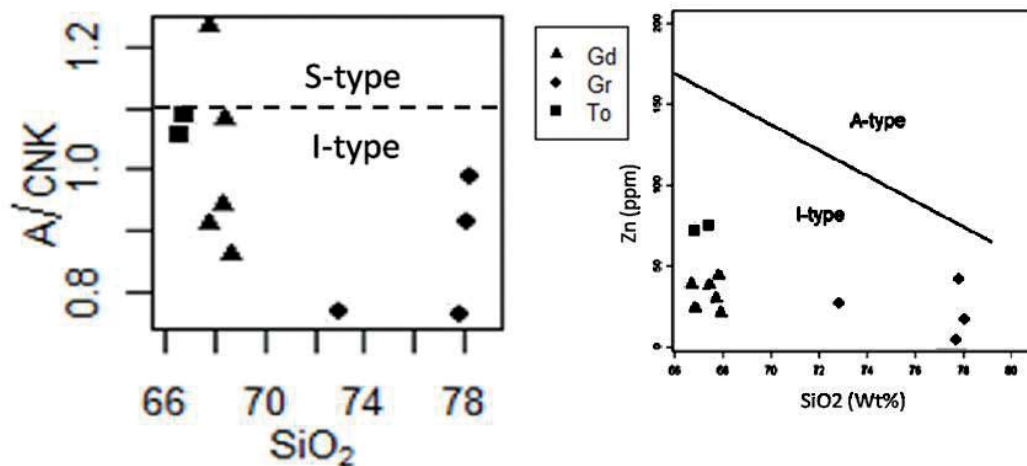 A/CNK
1.2
1.0
0.8
S-type
I-type
66
70
74
78
SiO₂
Gd
Gr
To
Zn (ppm)
200
150
100
50
0
A-type
I-type
66
68
70
72
74
76
78
80
SiO2 (Wt%)